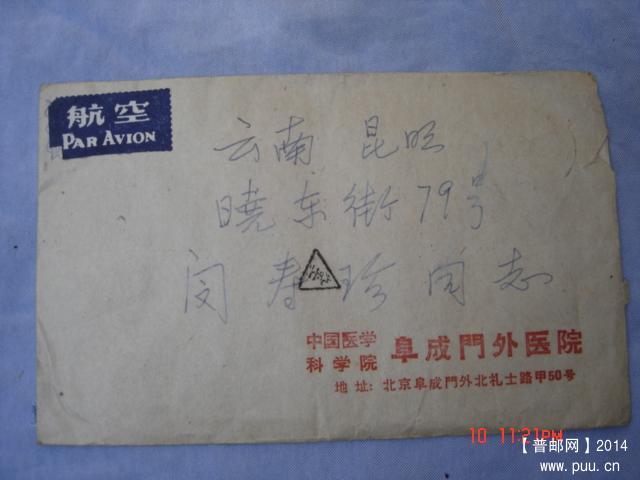 航空
PAR AVION
云南 昆明
晓东街79号
闵寿珍同志
中国医学
科学院
阜成門外医院
地址: 北京阜成門外北礼士路甲50号
10 11:21PM
【普邮网】2014
www.puu.cn